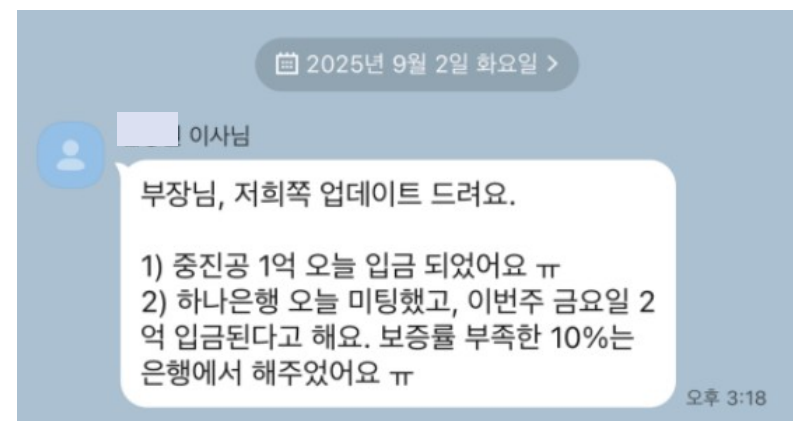 2025년 9월 2일 화요일 >
이사님
부장님, 저희쪽 업데이트 드려요.
1) 중진공 1억 오늘 입금 되었어요 ㅠ
2) 하나은행 오늘 미팅했고, 이번주 금요일 2
억 입금된다고 해요. 보증률 부족한 10%는
은행에서 해주었어요 ㅠ
오후 3:18